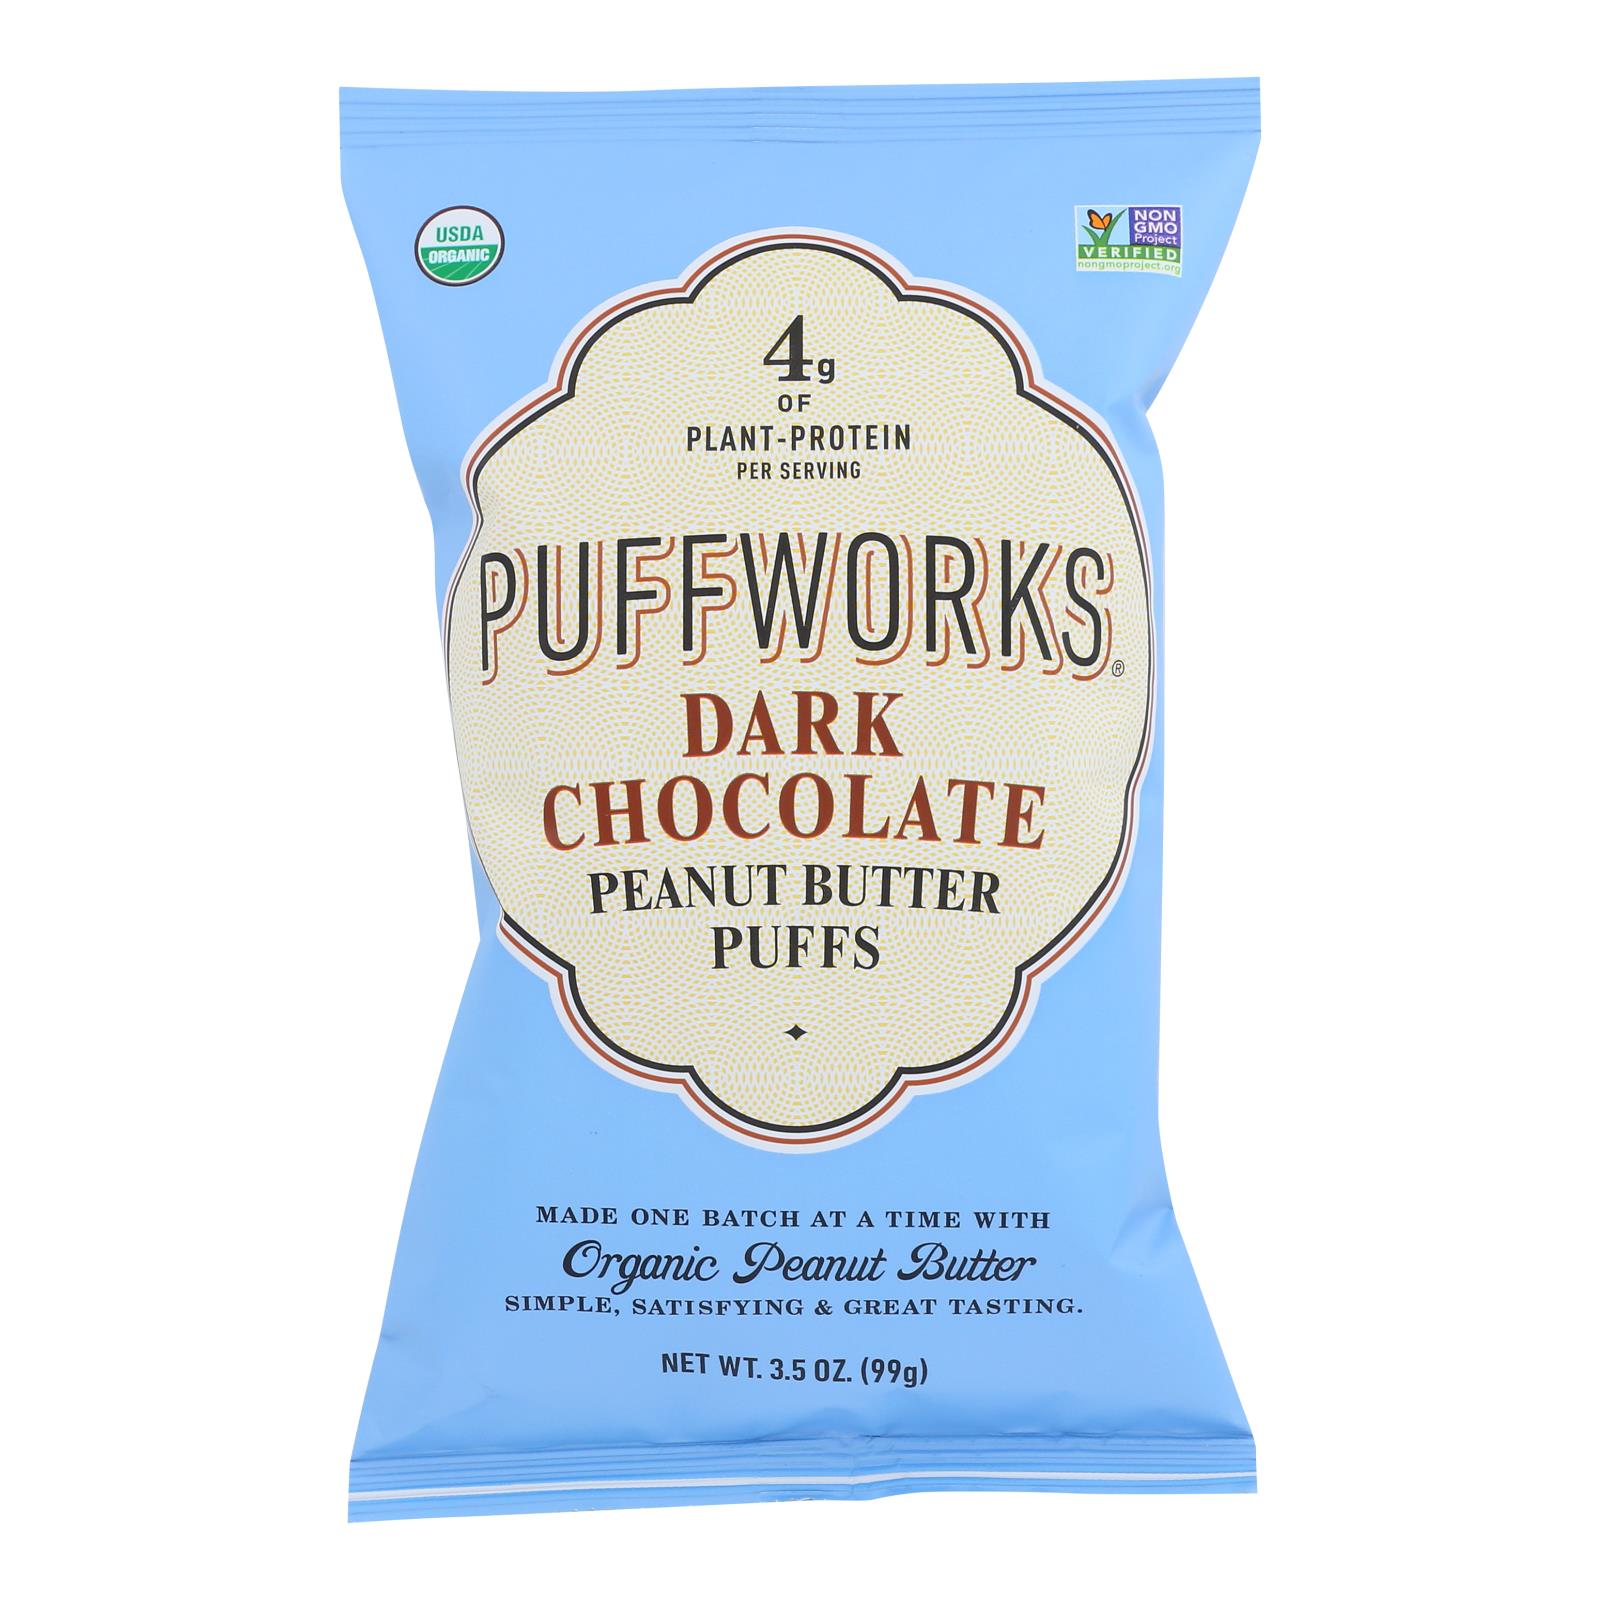 USDA
ORGANIC
NON
GMO
Project
VERIFIED
nongmoproject.org
4g
OF
PLANT-PROTEIN
PER SERVING
PUFFWORKS®
DARK
CHOCOLATE
PEANUT BUTTER
PUFFS
MADE ONE BATCH AT A TIME WITH
Organic Peanut Butter
SIMPLE, SATISFYING & GREAT TASTING.
NET WT. 3.5 OZ. (99g)